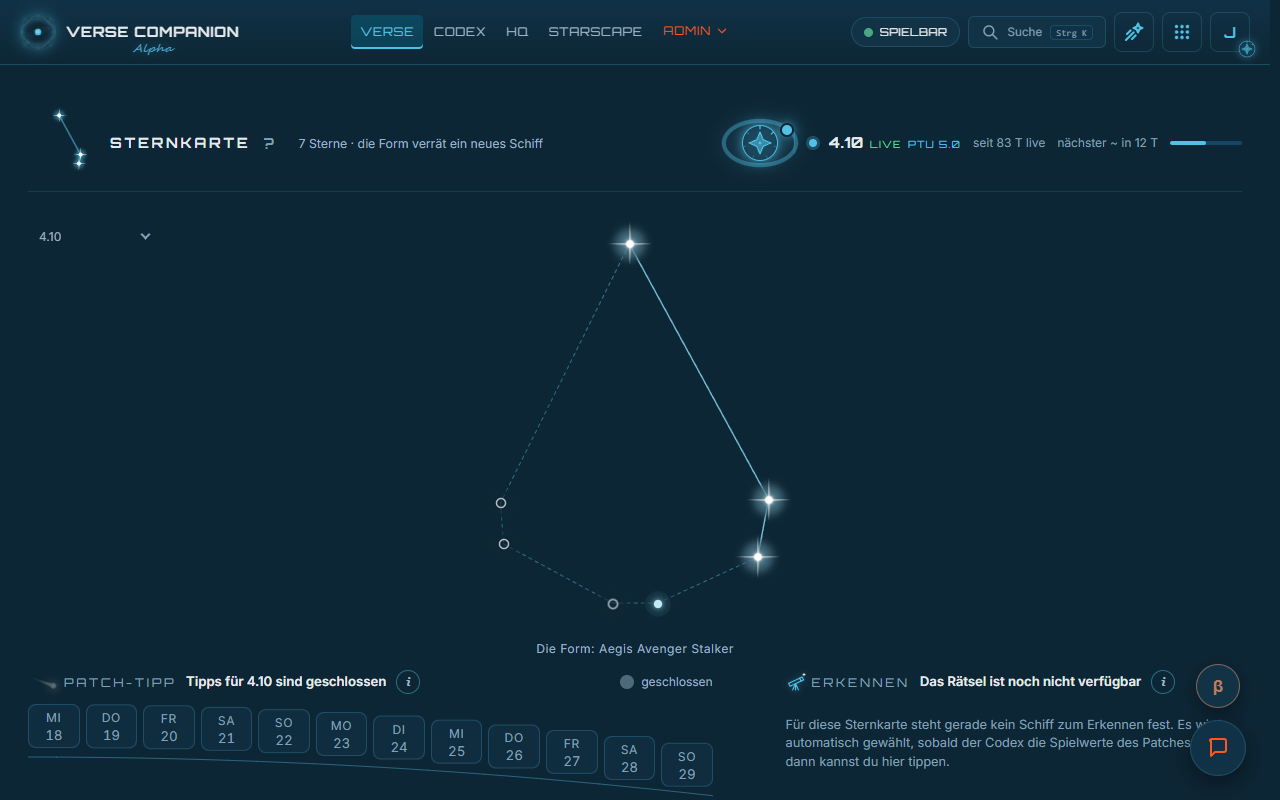 VERSE COMPANION
Alpha
VERSE CODEX HQ STARSCAPE ADMIN
SPIELBAR
Suche Strg K
J
STERNKARTE ?
7 Sterne · die Form verrät ein neues Schiff
4.10 LIVE PTU 5.0 seit 83 T live nächster ~ in 12 T
4.10
Die Form: Aegis Avenger Stalker
PATCH-TIPP Tipps für 4.10 sind geschlossen i
geschlossen
MI 18
DO 19
FR 20
SA 21
SO 22
MO 23
DI 24
MI 25
DO 26
FR 27
SA 28
SO 29
ERKENNEN Das Rätsel ist noch nicht verfügbar i
β
Für diese Sternkarte steht gerade kein Schiff zum Erkennen fest. Es
automatisch gewählt, sobald der Codex die Spielwerte des Patches
dann kannst du hier tippen.